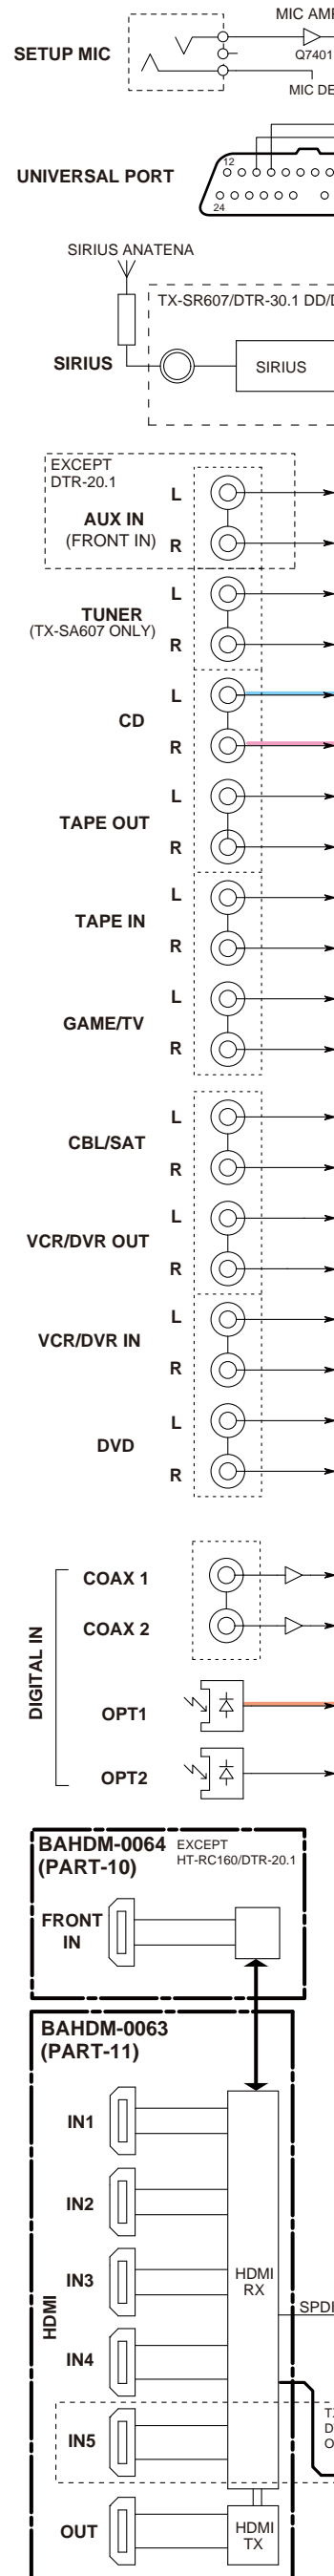 MIC AMP
SETUP MIC
Q7401
MIC DE
UNIVERSAL PORT
12
24
SIRIUS ANATENA
TX-SR607/DTR-30.1 DD/D
SIRIUS
SIRIUS
EXCEPT
DTR-20.1
L
AUX IN
(FRONT IN)
R
L
TUNER
(TX-SA607 ONLY)
R
L
CD
R
L
TAPE OUT
R
L
TAPE IN
R
L
GAME/TV
R
L
CBL/SAT
R
L
VCR/DVR OUT
R
L
VCR/DVR IN
R
L
DVD
R
DIGITAL IN
COAX 1
COAX 2
OPT1
OPT2
BAHDM-0064
(PART-10)
EXCEPT
HT-RC160/DTR-20.1
FRONT
IN
BAHDM-0063
(PART-11)
HDMI
IN1
IN2
IN3
HDMI
RX
SPDI
IN4
IN5
OUT
HDMI
TX